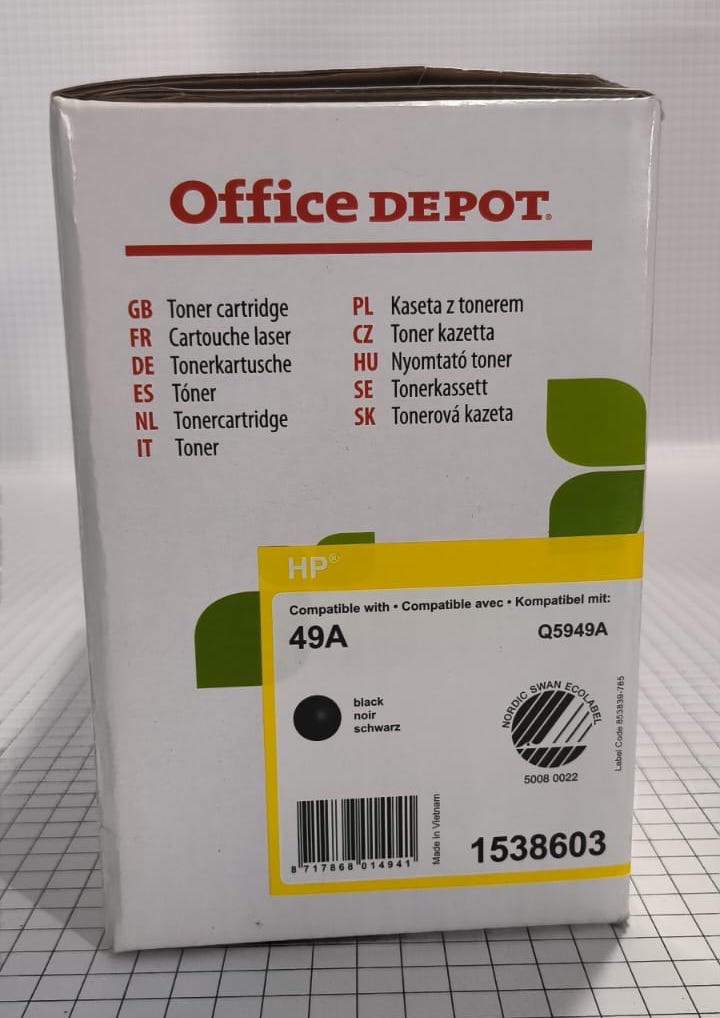 Office DEPOT®
GB Toner cartridge
FR Cartouche laser
DE Tonerkartusche
ES Tóner
NL Tonercartridge
IT Toner
PL Kaseta z tonerem
CZ Toner kazetta
HU Nyomtató toner
SE Tonerkassett
SK Tonerová kazeta
HP®
Compatible with • Compatible avec • Kompatibel mit:
49A
Q5949A
black
noir
schwarz
NORDIC SWAN ECOLABEL
5008 0022
Label Code 853839-785
8 717868 014941
Made in Vietnam
1538603